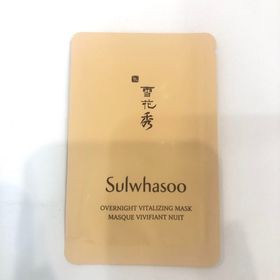 雪
花
秀
Sulwhasoo
OVERNIGHT VITALIZING MASK
MASQUE VIVIFIANT NUIT